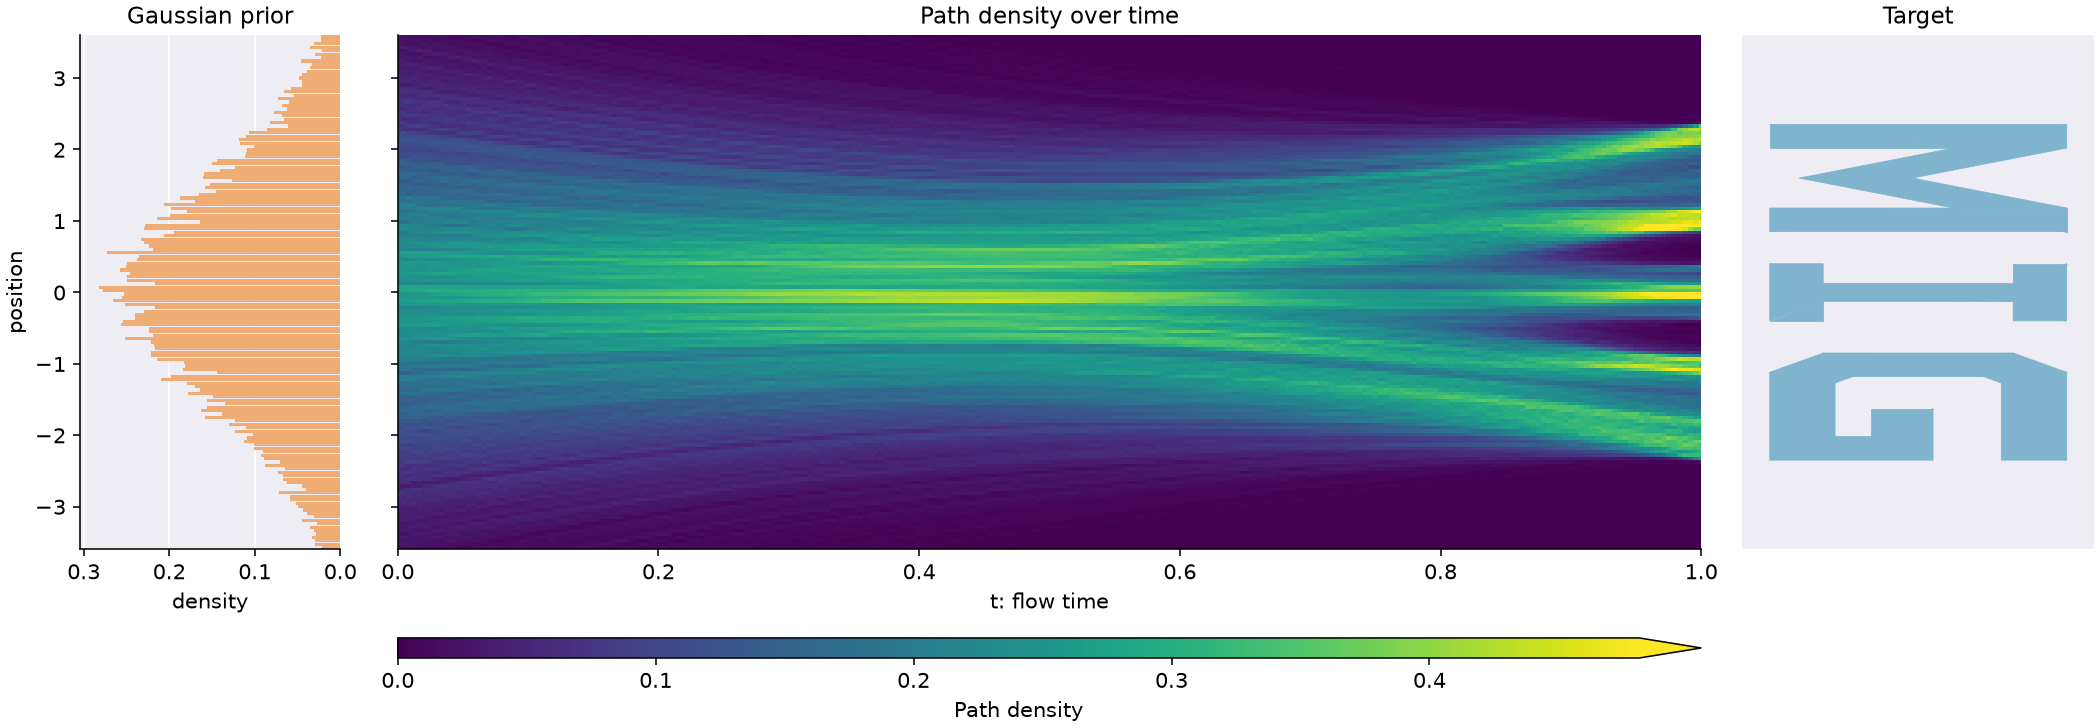 Gaussian prior
Path density over time
Target
position
3
2
1
0
−1
−2
−3
0.3 0.2 0.1 0.0
density
0.0 0.2 0.4 0.6 0.8 1.0
t: flow time
MIG
0.0 0.1 0.2 0.3 0.4
Path density